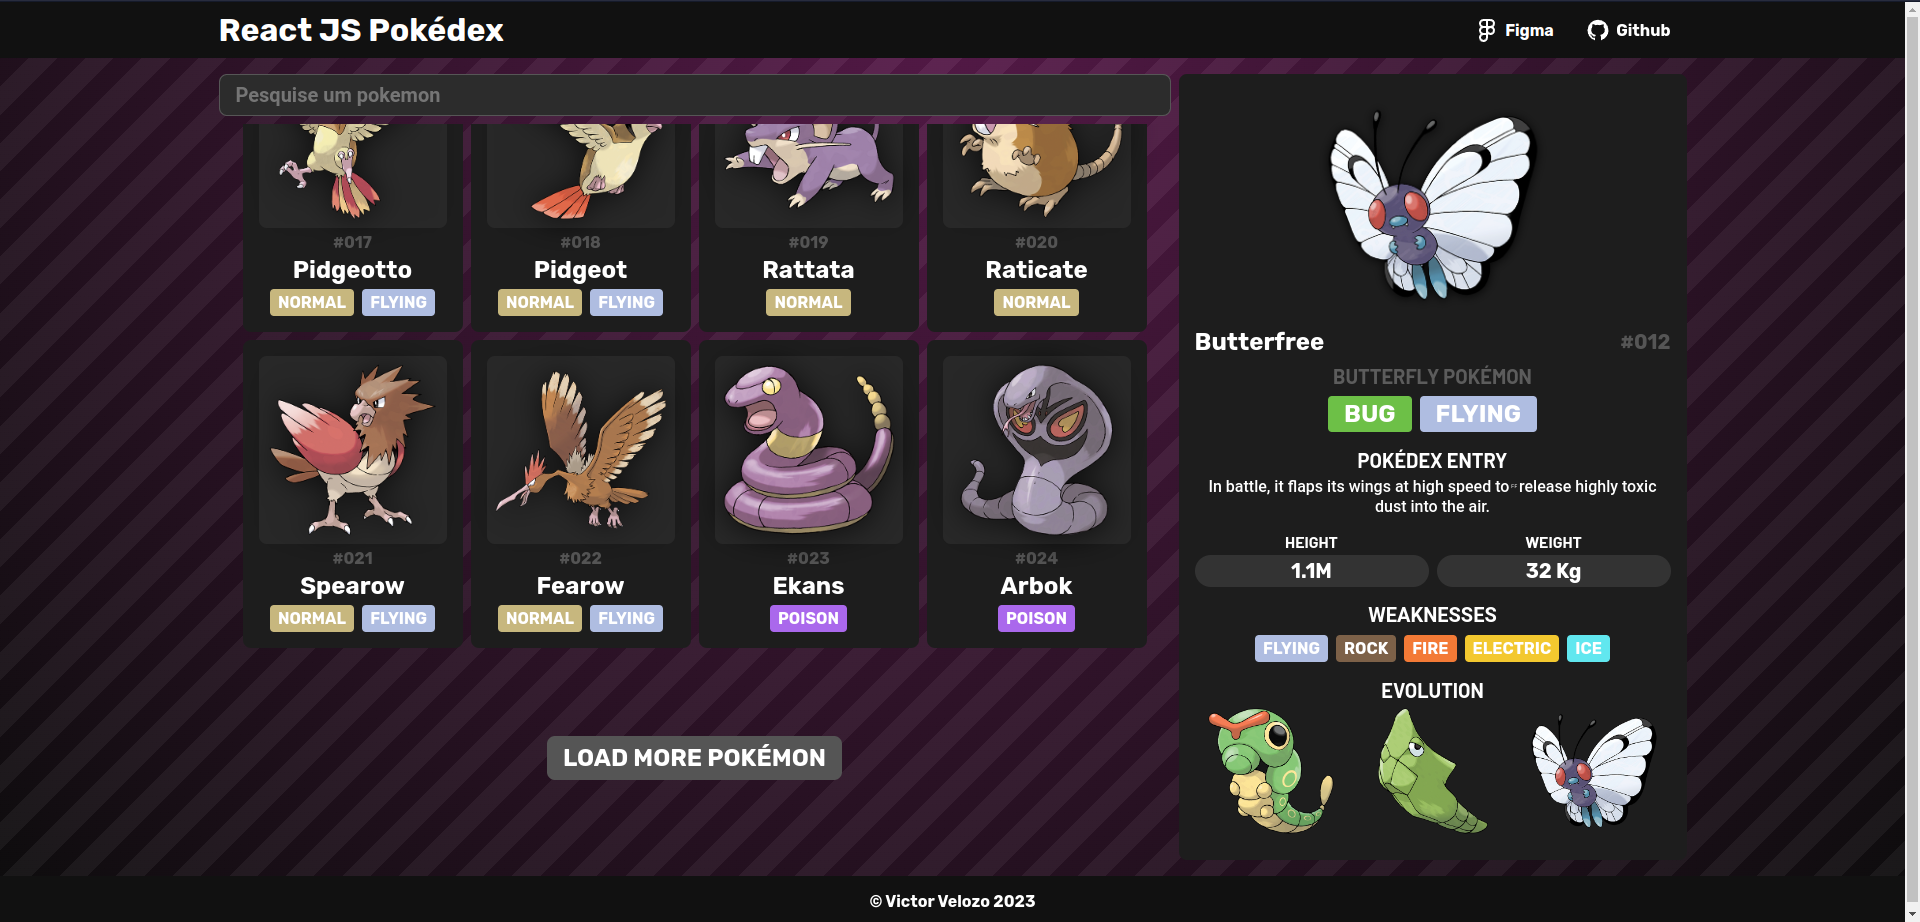 React JS Pokédex
Figma
Github
Pesquise um pokemon
#017
Pidgeotto
NORMAL FLYING
#018
Pidgeot
NORMAL FLYING
#019
Rattata
NORMAL
#020
Raticate
NORMAL
#021
Spearow
NORMAL FLYING
#022
Fearow
NORMAL FLYING
#023
Ekans
POISON
#024
Arbok
POISON
LOAD MORE POKÉMON
Butterfree #012
BUTTERFLY POKÉMON
BUG FLYING
POKÉDEX ENTRY
In battle, it flaps its wings at high speed to release highly toxic
dust into the air.
HEIGHT
1.1M
WEIGHT
32 Kg
WEAKNESSES
FLYING ROCK FIRE ELECTRIC ICE
EVOLUTION
© Victor Velozo 2023